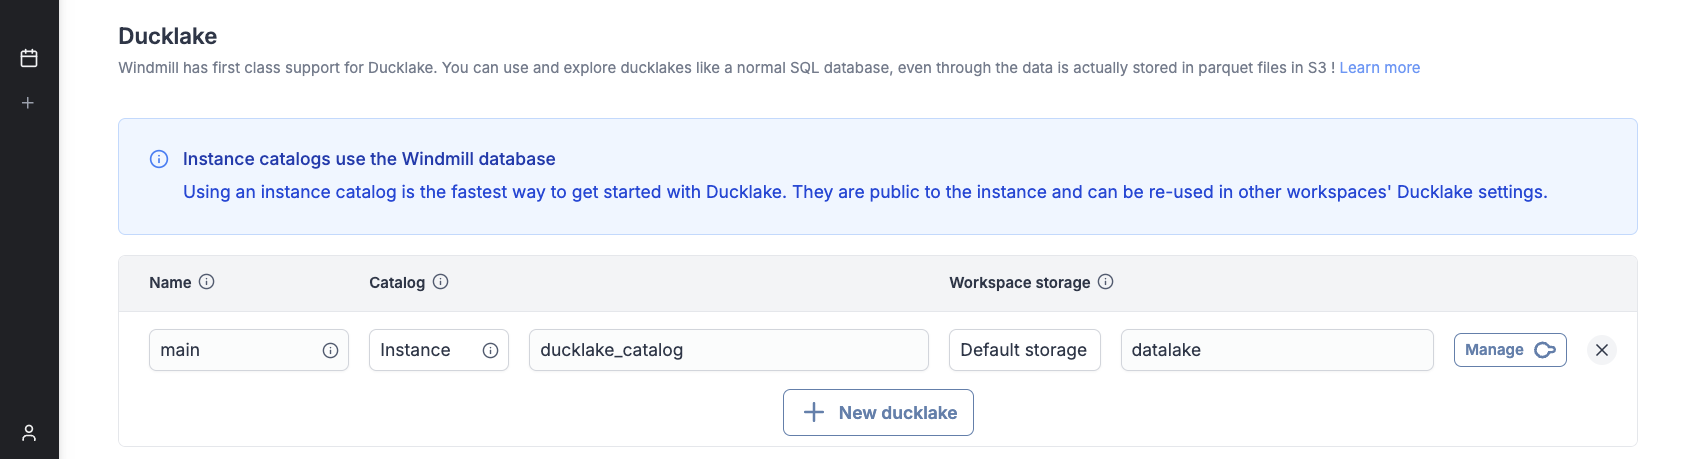 Ducklake
Windmill has first class support for Ducklake. You can use and explore ducklakes like a normal SQL database, even through the data is actually stored in parquet files in S3 ! Learn more
Instance catalogs use the Windmill database
Using an instance catalog is the fastest way to get started with Ducklake. They are public to the instance and can be re-used in other workspaces' Ducklake settings.
Name Catalog Workspace storage
main Instance ducklake_catalog Default storage datalake Manage
New ducklake